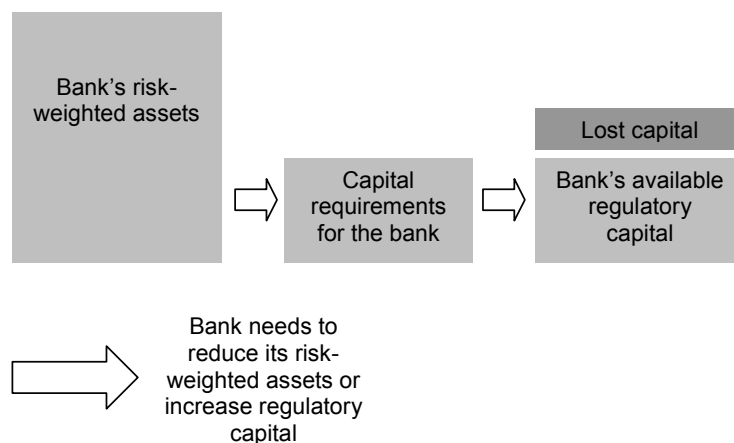 Bank’s risk-
weighted assets
Lost capital
Capital
requirements
for the bank
Bank’s available
regulatory
capital
Bank needs to
reduce its risk-
weighted assets or
increase regulatory
capital